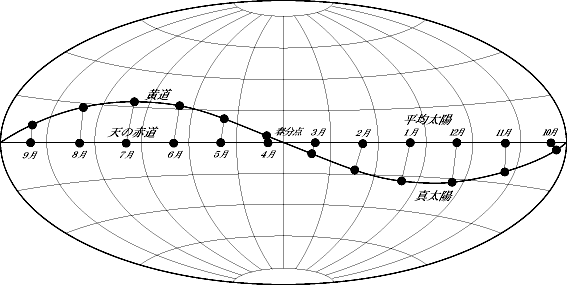 黄道
天の赤道
春分点
平均太陽
真太陽
9月 8月 7月 6月 5月 4月 3月 2月 1月 12月 11月 10月